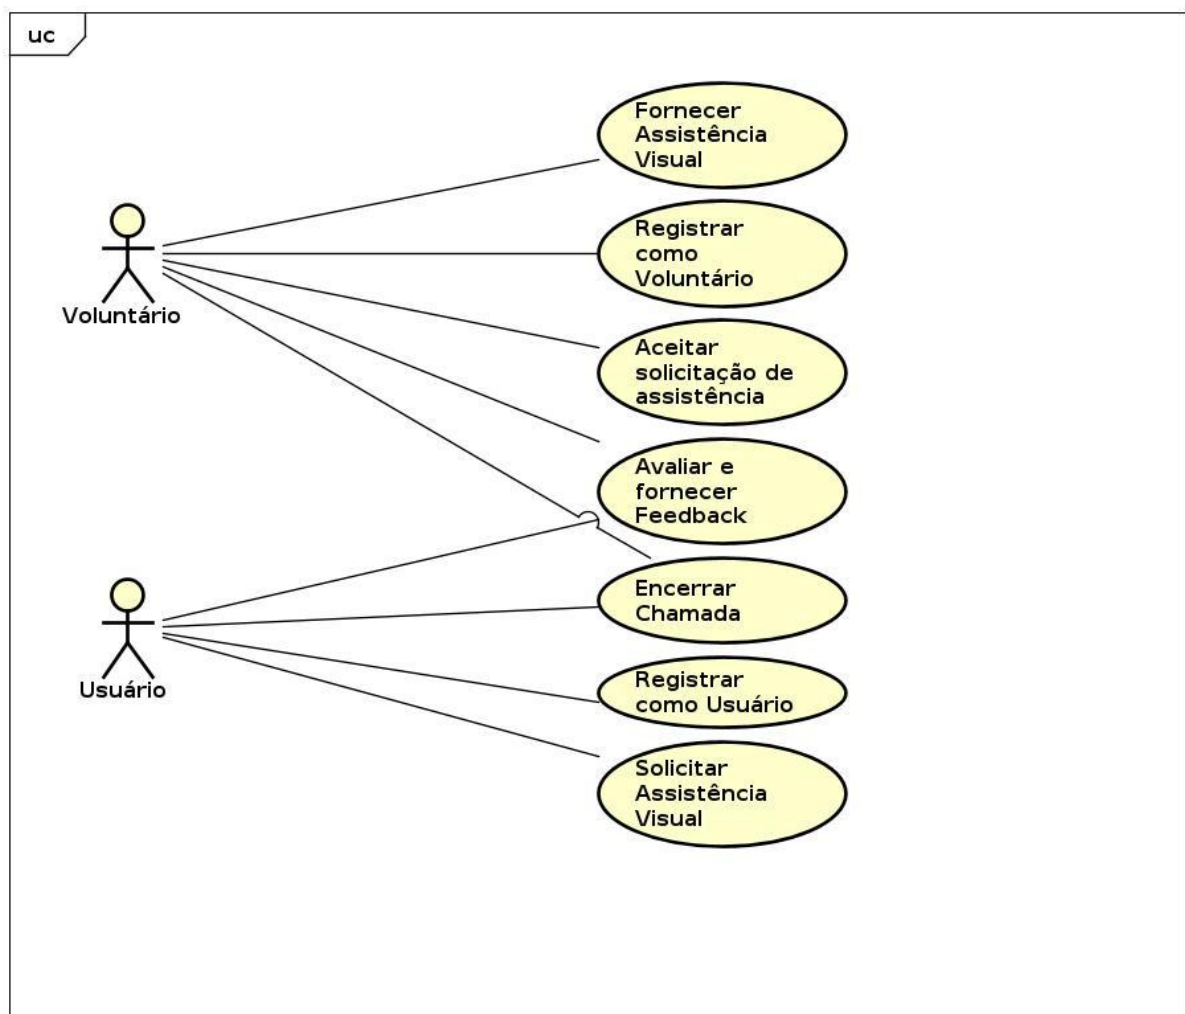 uc
Fornecer
Assistência
Visual
Registrar
como
Voluntário
Voluntário
Aceitar
solicitação de
assistência
Avaliar e
fornecer
Feedback
Encerrar
Chamada
Usuário
Registrar
como Usuário
Solicitar
Assistência
Visual